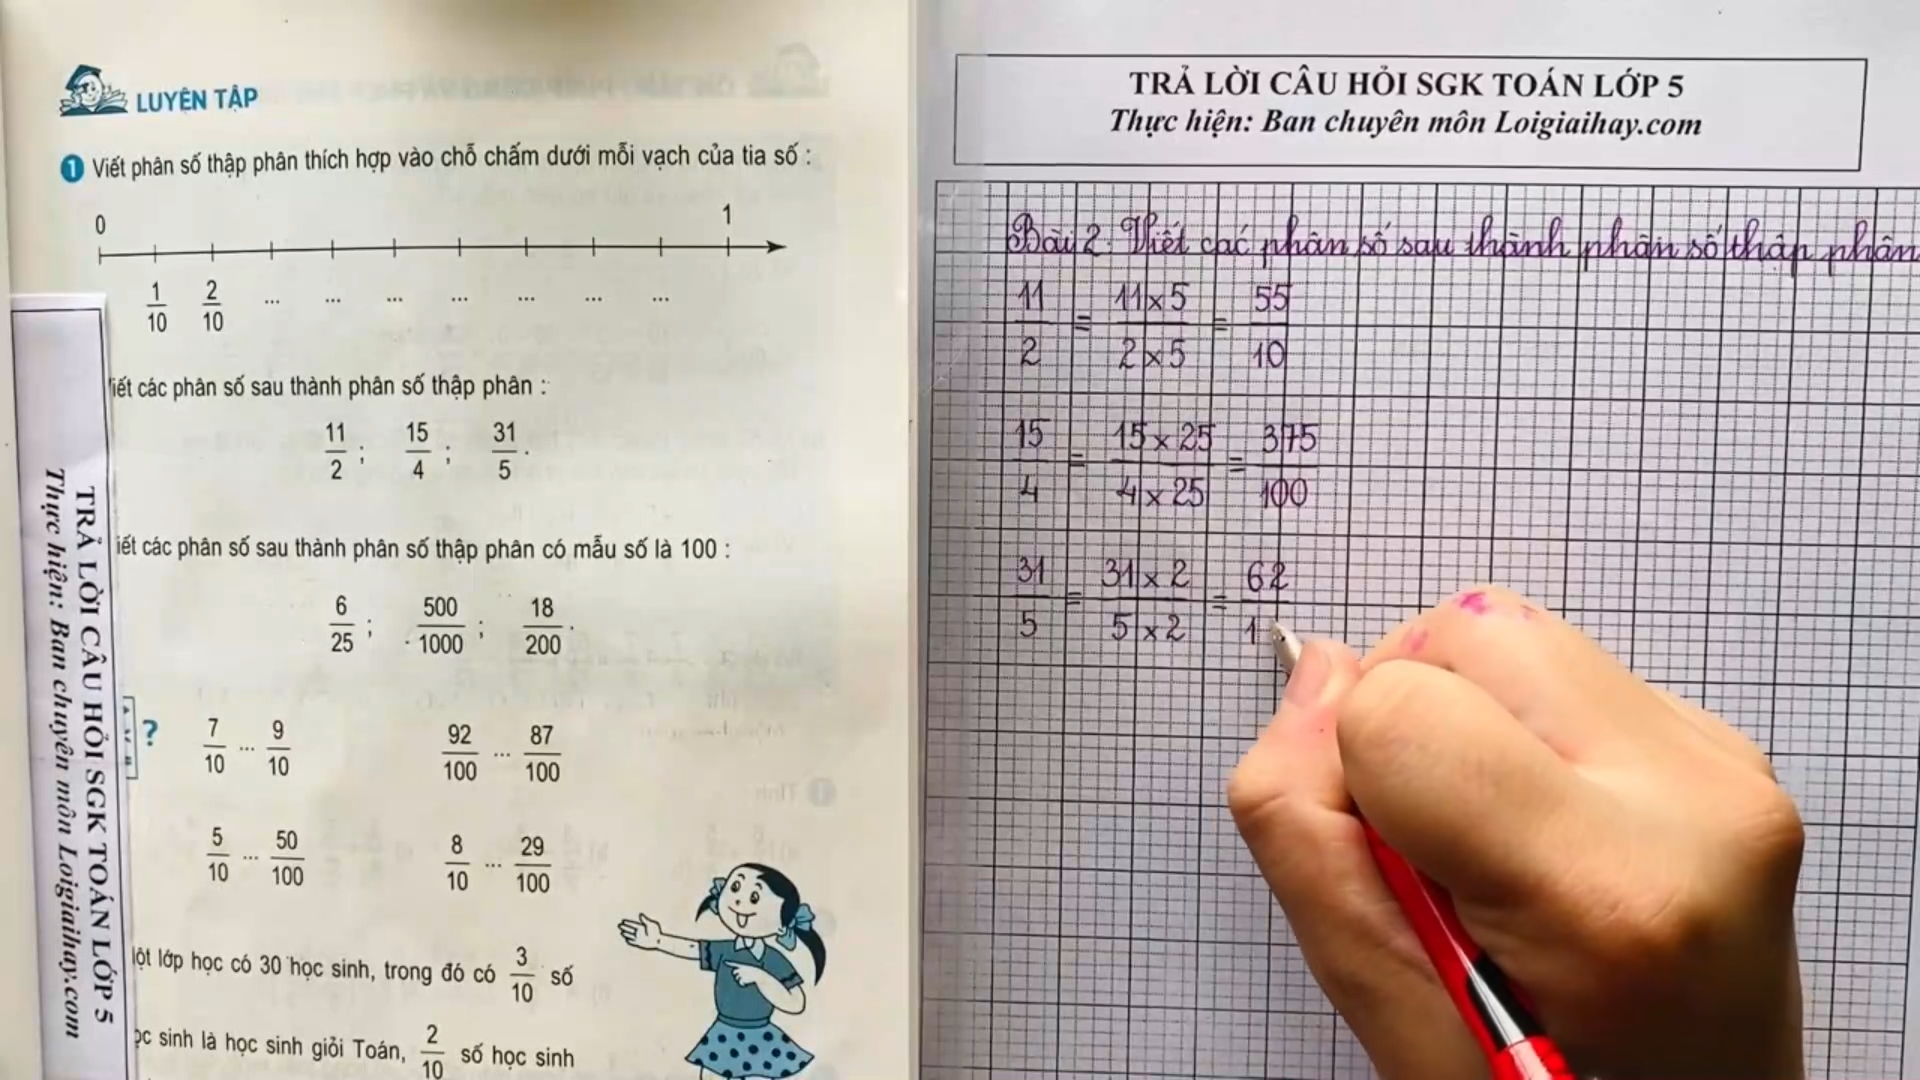 LUYỆN TẬP
1 Viết phân số thập phân thích hợp vào chỗ chấm dưới mỗi vạch của tia số :
0 1
1/10 2/10 ... ... ... ... ... ... ...
iết các phân số sau thành phân số thập phân :
11/2 ; 15/4 ; 31/5 .
iết các phân số sau thành phân số thập phân có mẫu số là 100 :
6/25 ; 500/1000 ; 18/200 .
? 7/10 ... 9/10 92/100 ... 87/100
5/10 ... 50/100 8/10 ... 29/100
ột lớp học có 30 học sinh, trong đó có 3/10 số
ọc sinh là học sinh giỏi Toán, 2/10 số học sinh
TRẢ LỜI CÂU HỎI SGK TOÁN LỚP 5
Thực hiện: Ban chuyên môn Loigiaihay.com
TRẢ LỜI CÂU HỎI SGK TOÁN LỚP 5
Thực hiện: Ban chuyên môn Loigiaihay.com
Bài 2. Viết các phân số sau thành phân số thập phân
11/2 = 11 x 5/2 x 5 = 55/10
15/4 = 15 x 25/4 x 25 = 375/100
31/5 = 31 x 2/5 x 2 = 62/1